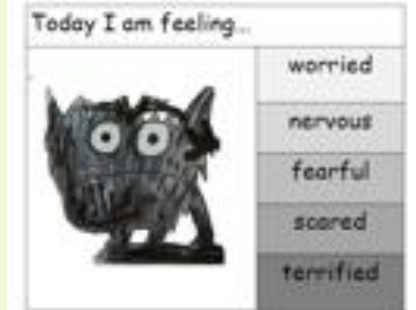 Today I am feeling...
worried
nervous
fearful
scared
terrified